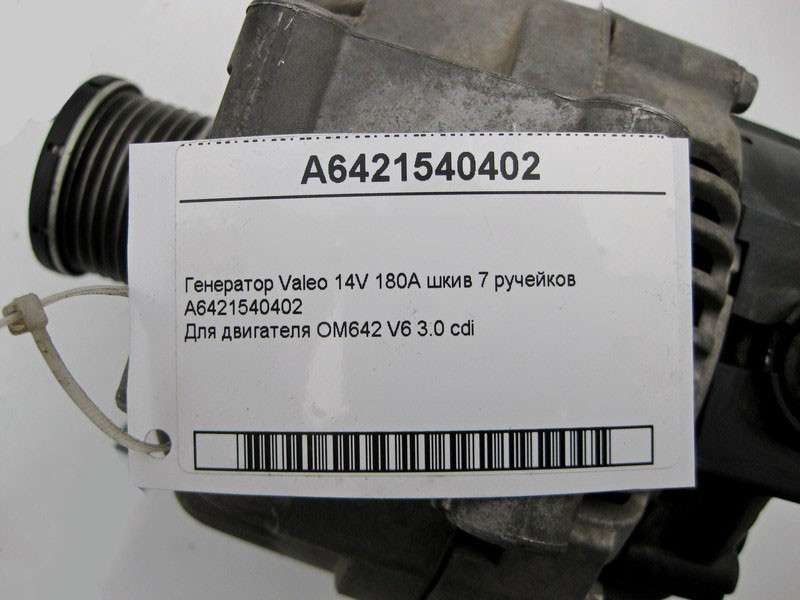 A6421540402
Генератор Valeo 14V 180A шкив 7 ручейков
A6421540402
Для двигателя OM642 V6 3.0 cdi